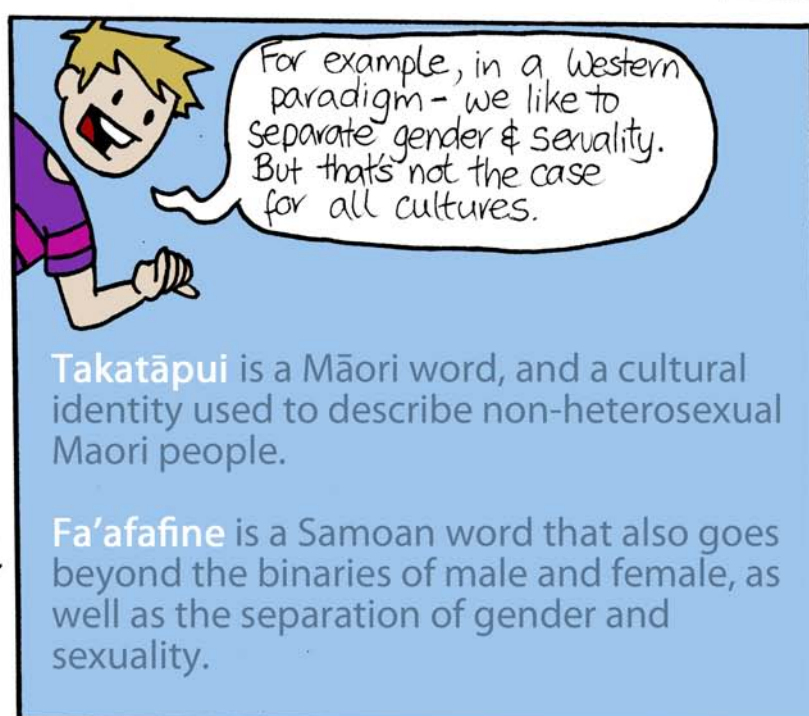 For example, in a Western
paradigm - we like to
separate gender & sexuality.
But that's not the case
for all cultures.
Takatāpui is a Māori word, and a cultural
identity used to describe non-heterosexual
Maori people.
Fa'afafine is a Samoan word that also goes
beyond the binaries of male and female, as
well as the separation of gender and
sexuality.